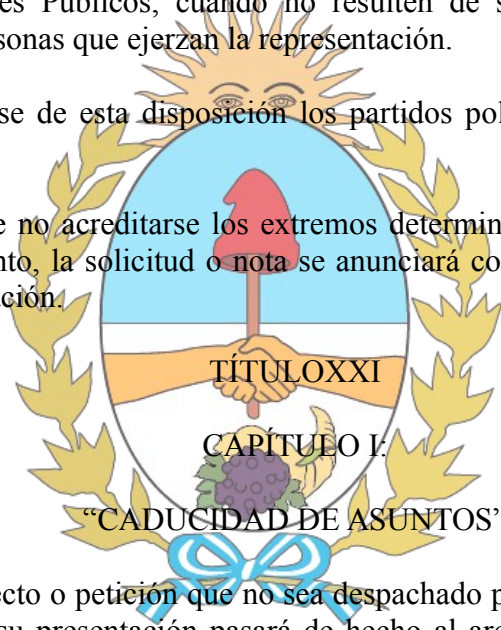 es Públicos, cuando no resulten de s
sonas que ejerzan la representación.
se de esta disposición los partidos pol
e no acreditarse los extremos determin
nto, la solicitud o nota se anunciará co
ación.
TÍTULOXXI
CAPÍTULO I:
“CADUCIDAD DE ASUNTOS”
ecto o petición que no sea despachado p
su presentación pasará de hecho al ar